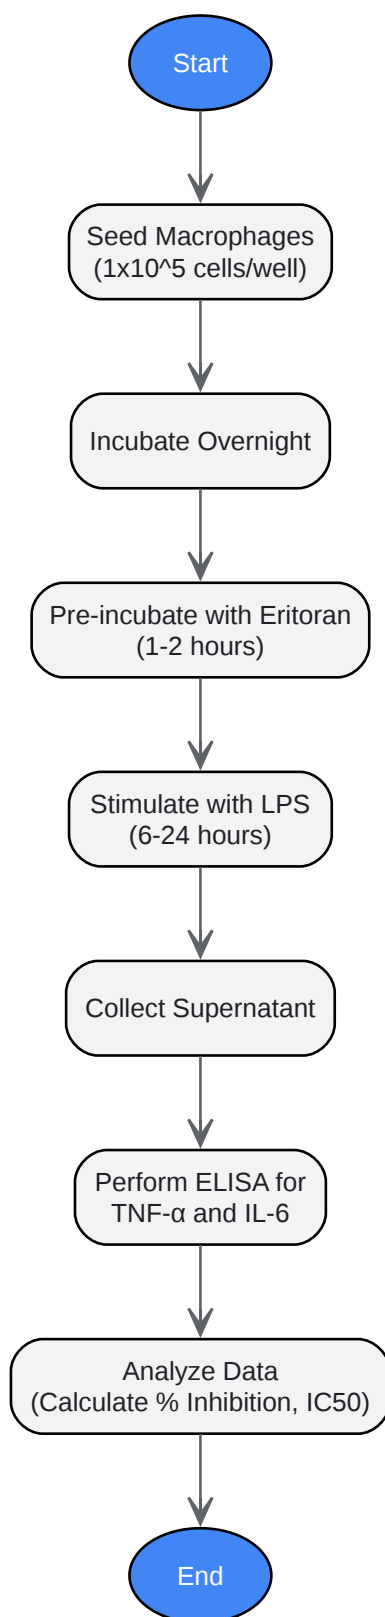 Start
Seed Macrophages
(1x10^5 cells/well)
Incubate Overnight
Pre-incubate with Eritoran
(1-2 hours)
Stimulate with LPS
(6-24 hours)
Collect Supernatant
Perform ELISA for
TNF-α and IL-6
Analyze Data
(Calculate % Inhibition, IC50)
End